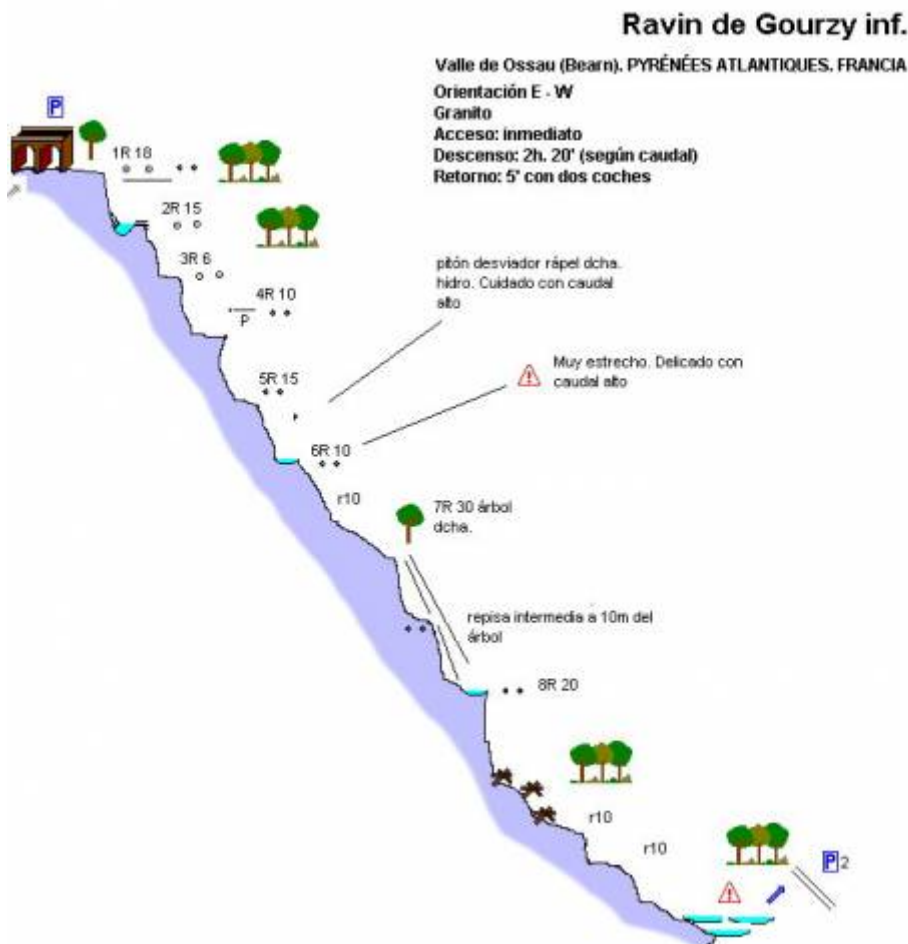 Ravin de Gourzy inf.
Valle de Ossau (Bearn). PYRÉNÉES ATLANTIQUES. FRANCIA
Orientación E - W
Granito
Acceso: inmediato
Descenso: 2h. 20' (según caudal)
Retorno: 5' con dos coches
P
1R 18
2R 15
3R 6
4R 10
P
pitón desviador rápel dcha.
hidro. Cuidado con caudal
alto
5R 15
Muy estrecho. Delicado con
caudal alto
6R 10
r10
7R 30 árbol
dcha.
repisa intermedia a 10m del
árbol
8R 20
r10
r10
P 2